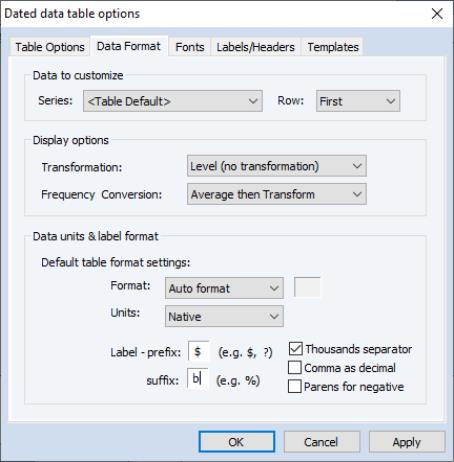 Dated data table options
Table Options Data Format Fonts Labels/Headers Templates
Data to customize
Series: <Table Default> Row: First
Display options
Transformation: Level (no transformation)
Frequency Conversion: Average then Transform
Data units & label format
Default table format settings:
Format: Auto format
Units: Native
Label - prefix: $ (e.g. $, ?) Thousands separator
Comma as decimal
suffix: b (e.g. %)
Parens for negative
OK Cancel Apply